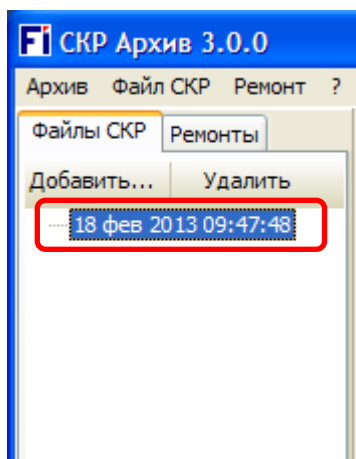 Fi СКР Архив 3.0.0
Архив Файл СКР Ремонт ?
Файлы СКР Ремонты
Добавить... Удалить
18 фев 2013 09:47:48